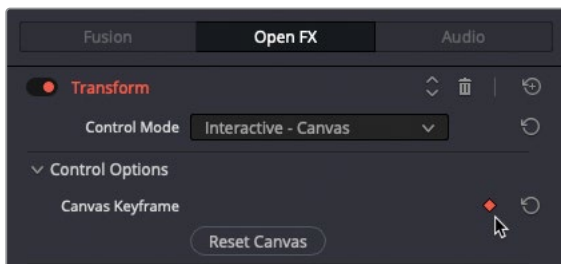 Fusion Open FX Audio
Transform
Control Mode Interactive - Canvas
Control Options
Canvas Keyframe
Reset Canvas